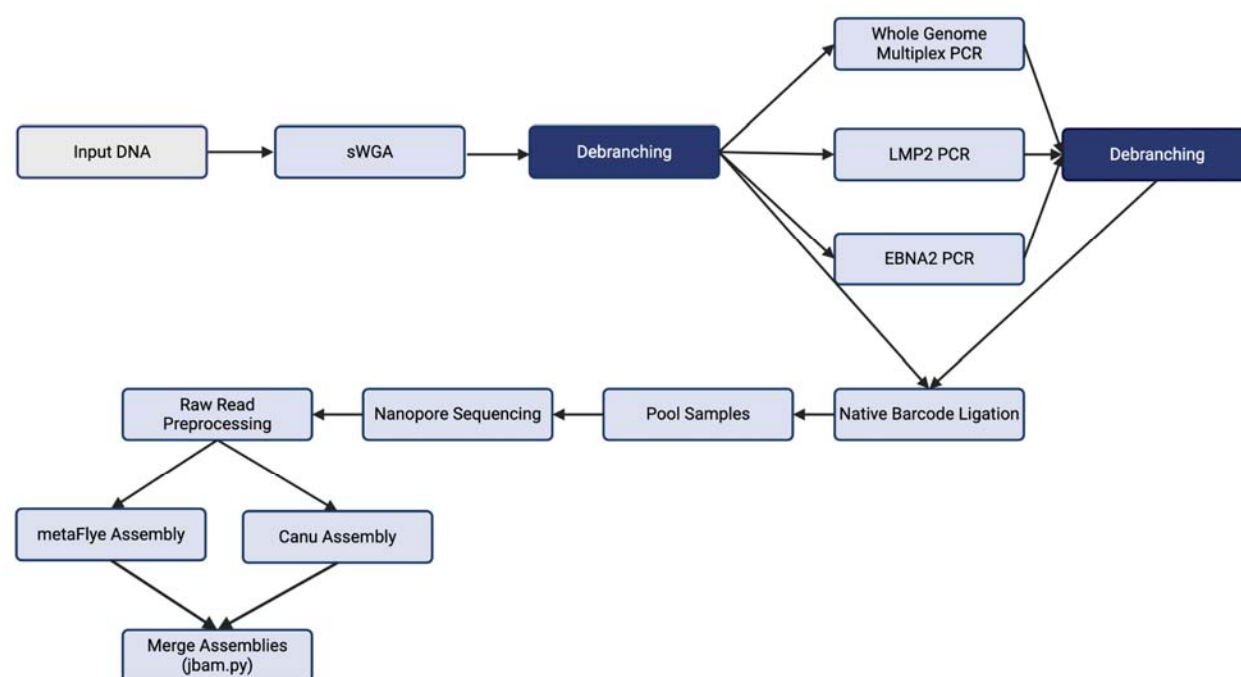 Whole Genome
Multiplex PCR
Input DNA
sWGA
Debranching
LMP2 PCR
Debranching
EBNA2 PCR
Raw Read
Preprocessing
Nanopore Sequencing
Pool Samples
Native Barcode Ligation
metaFlye Assembly
Canu Assembly
Merge Assemblies
(jbam.py)